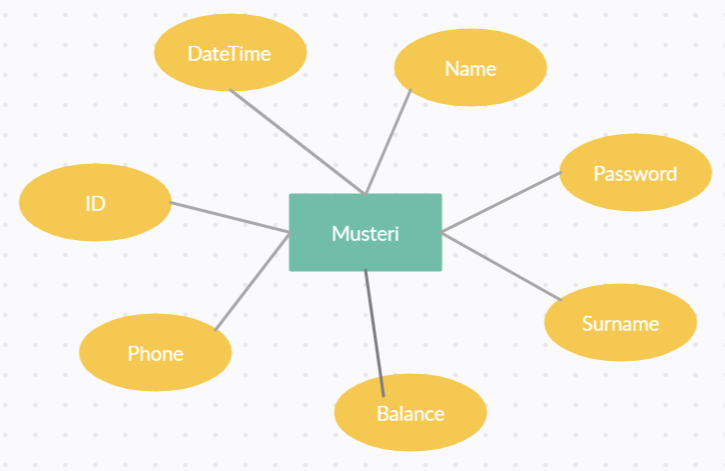 DateTime
Name
Password
ID
Musteri
Surname
Phone
Balance